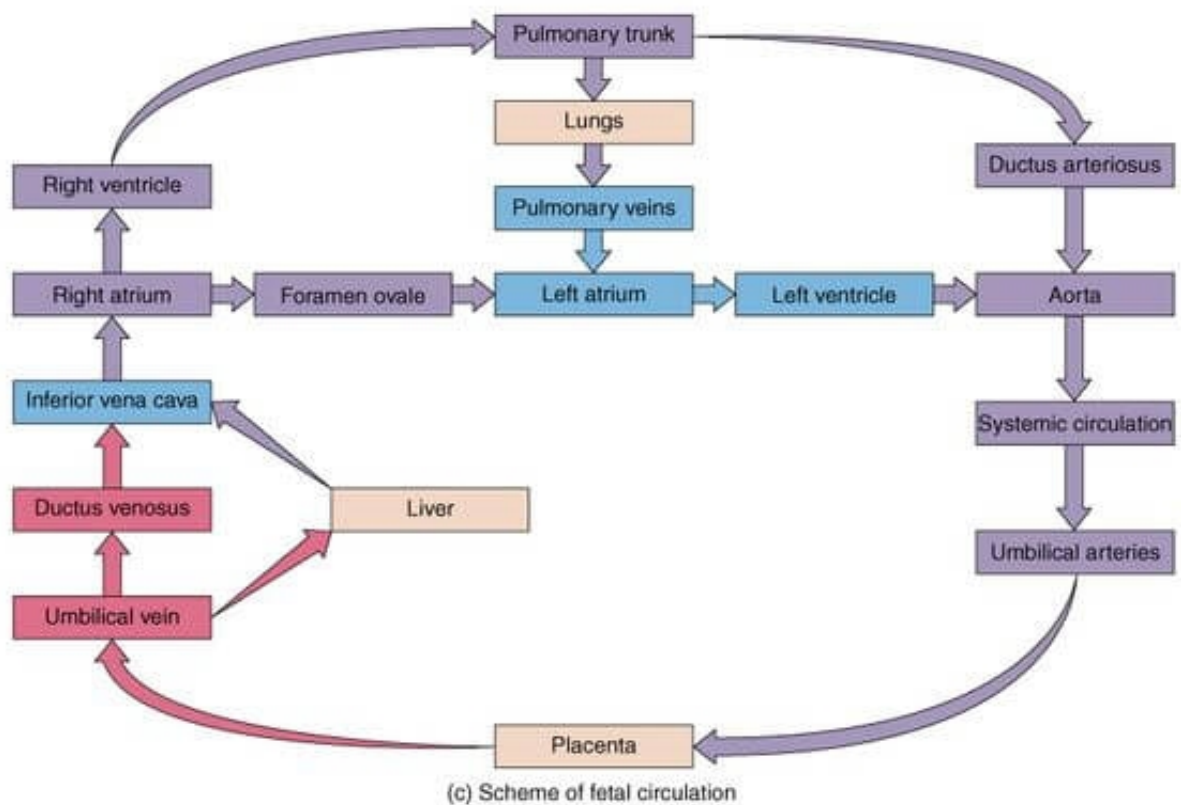 Pulmonary trunk
Lungs
Right ventricle
Ductus arteriosus
Pulmonary veins
Right atrium
Foramen ovale
Left atrium
Left ventricle
Aorta
Inferior vena cava
Systemic circulation
Ductus venosus
Liver
Umbilical arteries
Umbilical vein
Placenta
(c) Scheme of fetal circulation